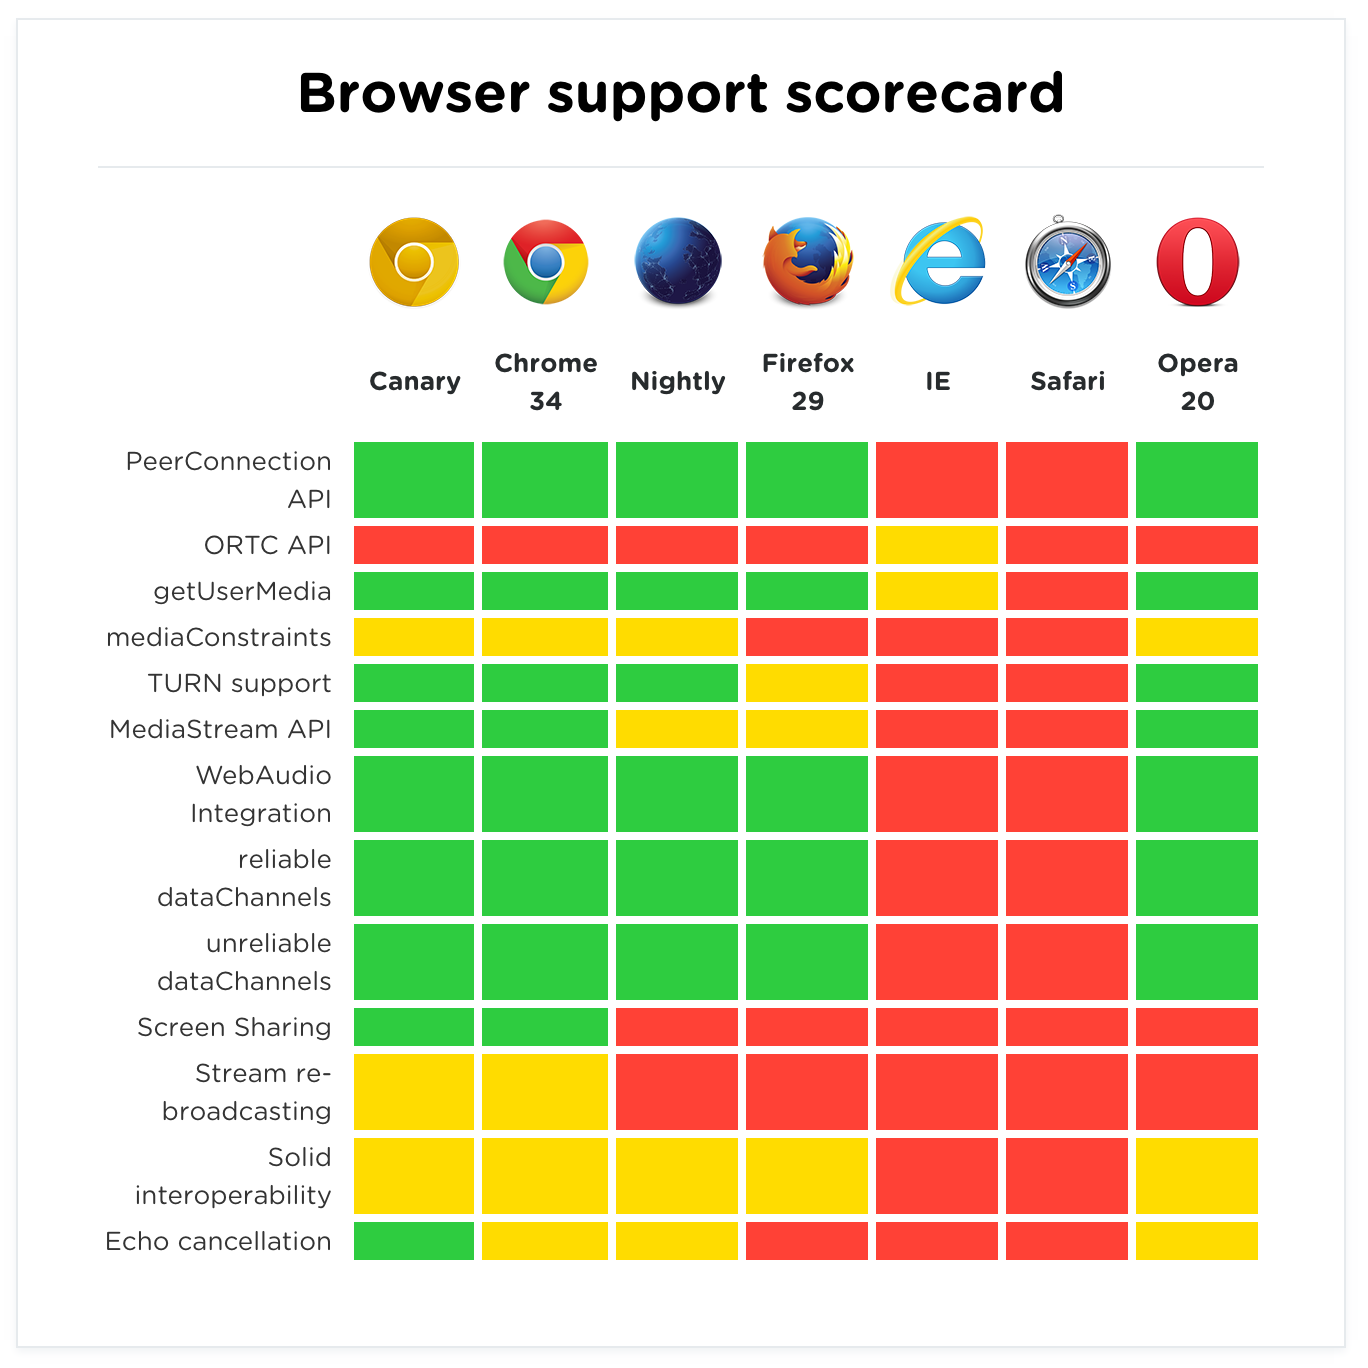 Browser support scorecard
Canary
Chrome
34
Nightly
Firefox
29
IE
Safari
Opera
20
PeerConnection
API
ORTC API
getUserMedia
mediaConstraints
TURN support
MediaStream API
WebAudio
Integration
reliable
dataChannels
unreliable
dataChannels
Screen Sharing
Stream re-
broadcasting
Solid
interoperability
Echo cancellation